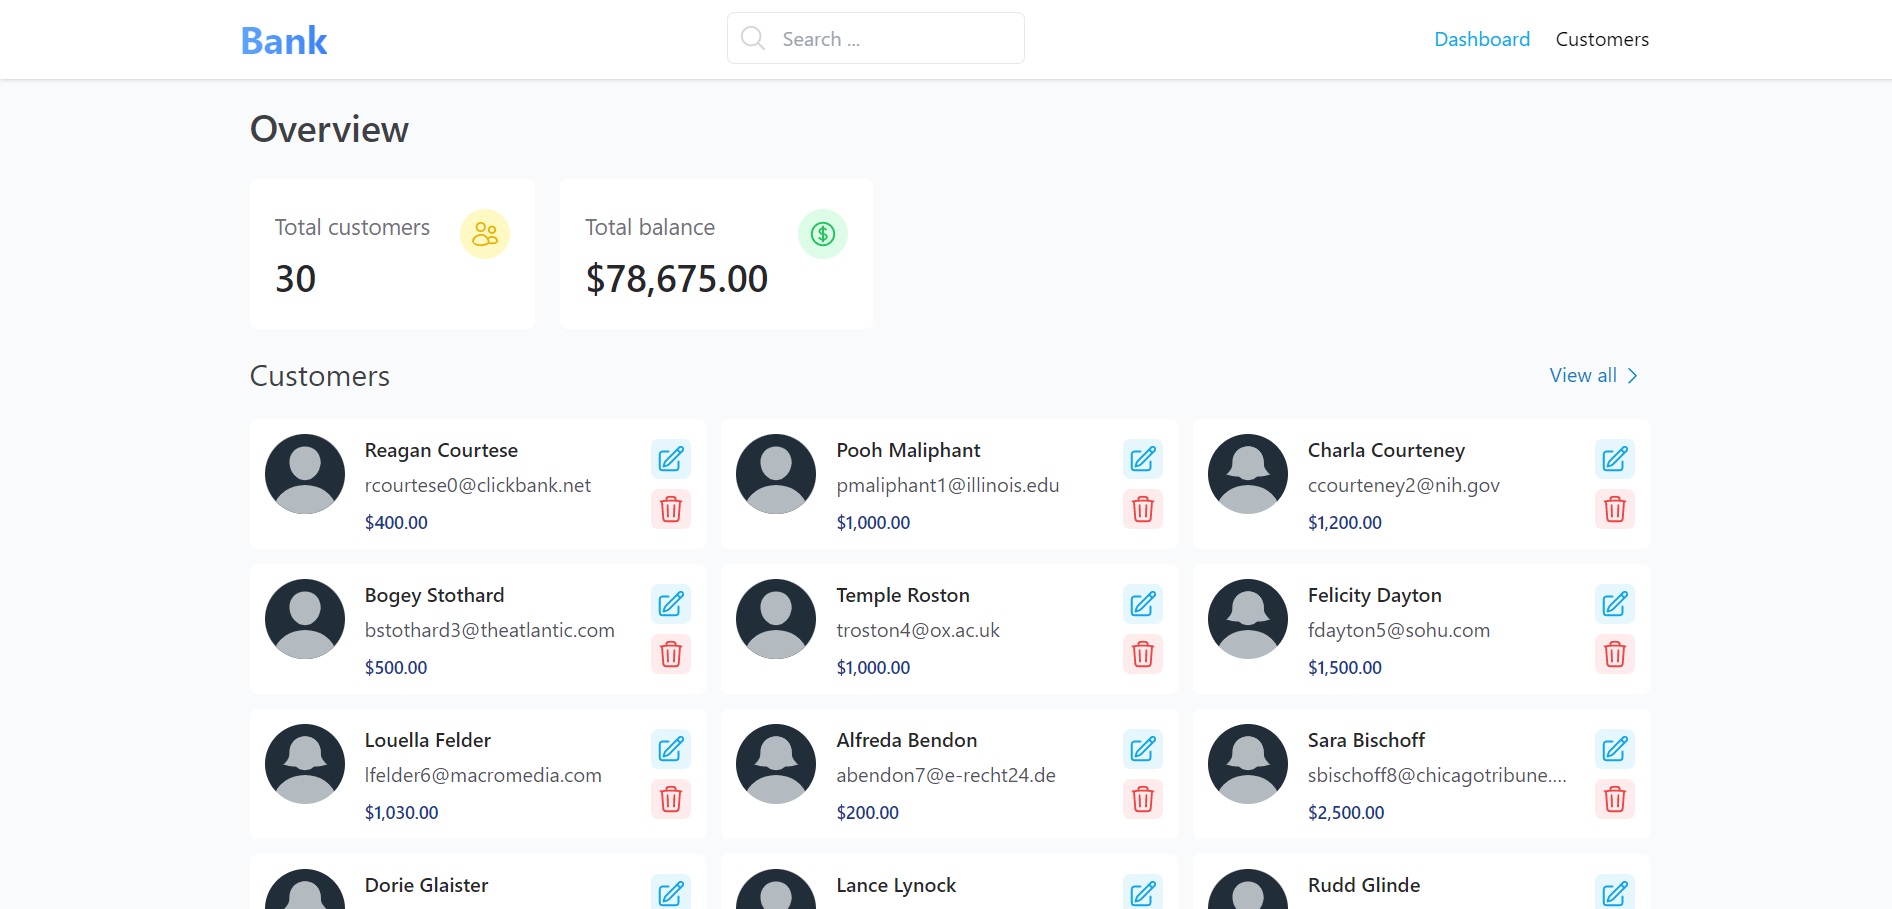 Bank
Search ...
Dashboard
Customers
Overview
Total customers
30
Total balance
$78,675.00
Customers
View all
Reagan Courtese
rcourtese0@clickbank.net
$400.00
Pooh Maliphant
pmaliphant1@illinois.edu
$1,000.00
Charla Courteney
ccourteney2@nih.gov
$1,200.00
Bogey Stothard
bstothard3@theatlantic.com
$500.00
Temple Roston
troston4@ox.ac.uk
$1,000.00
Felicity Dayton
fdayton5@sohu.com
$1,500.00
Louella Felder
lfelder6@macromedia.com
$1,030.00
Alfreda Bendon
abendon7@e-recht24.de
$200.00
Sara Bischoff
sbischoff8@chicagotribune....
$2,500.00
Dorie Glaister
Lance Lynock
Rudd Glinde